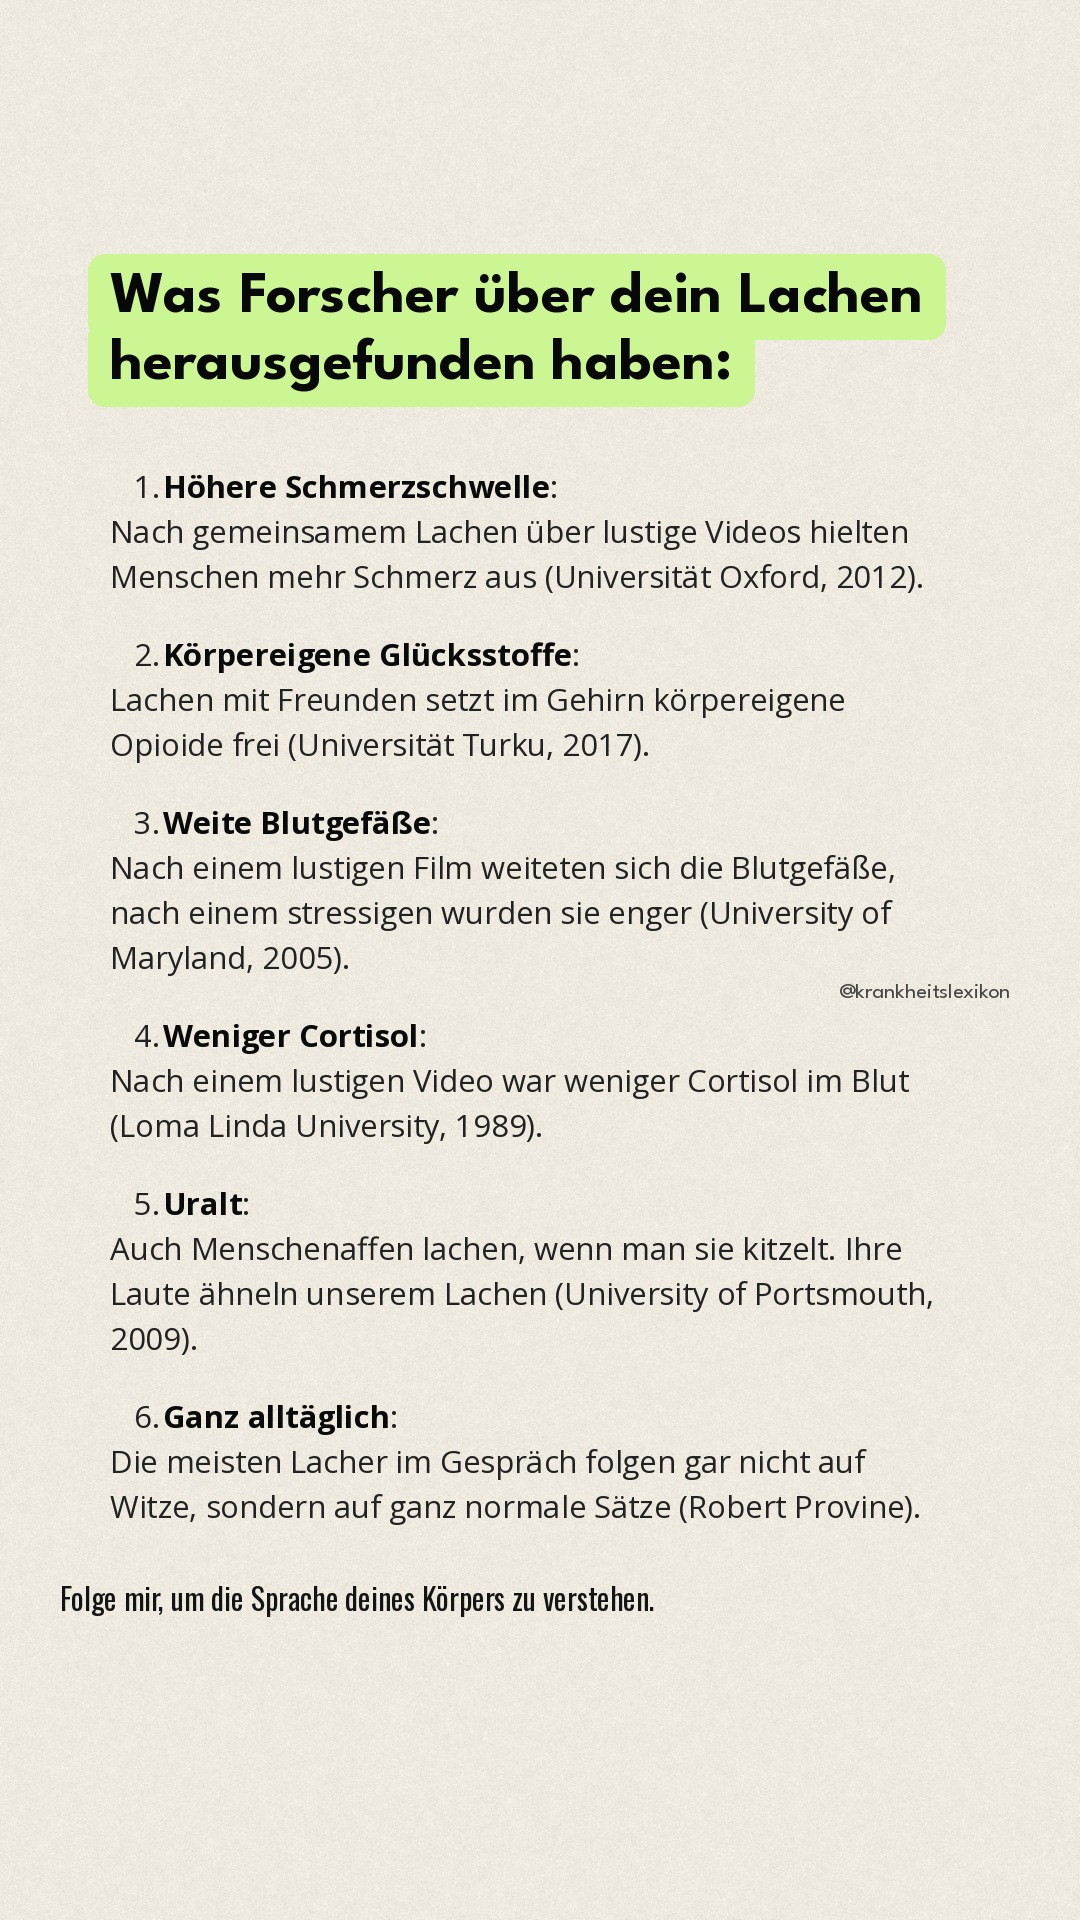 Was Forscher über dein Lachen
herausgefunden haben:
1. Höhere Schmerzschwelle:
Nach gemeinsamem Lachen über lustige Videos hielten
Menschen mehr Schmerz aus (Universität Oxford, 2012).
2. Körpereigene Glücksstoffe:
Lachen mit Freunden setzt im Gehirn körpereigene
Opioide frei (Universität Turku, 2017).
3. Weite Blutgefäße:
Nach einem lustigen Film weiteten sich die Blutgefäße,
nach einem stressigen wurden sie enger (University of
Maryland, 2005).
@krankheitslexikon
4. Weniger Cortisol:
Nach einem lustigen Video war weniger Cortisol im Blut
(Loma Linda University, 1989).
5. Uralt:
Auch Menschenaffen lachen, wenn man sie kitzelt. Ihre
Laute ähneln unserem Lachen (University of Portsmouth,
2009).
6. Ganz alltäglich:
Die meisten Lacher im Gespräch folgen gar nicht auf
Witze, sondern auf ganz normale Sätze (Robert Provine).
Folge mir, um die Sprache deines Körpers zu verstehen.